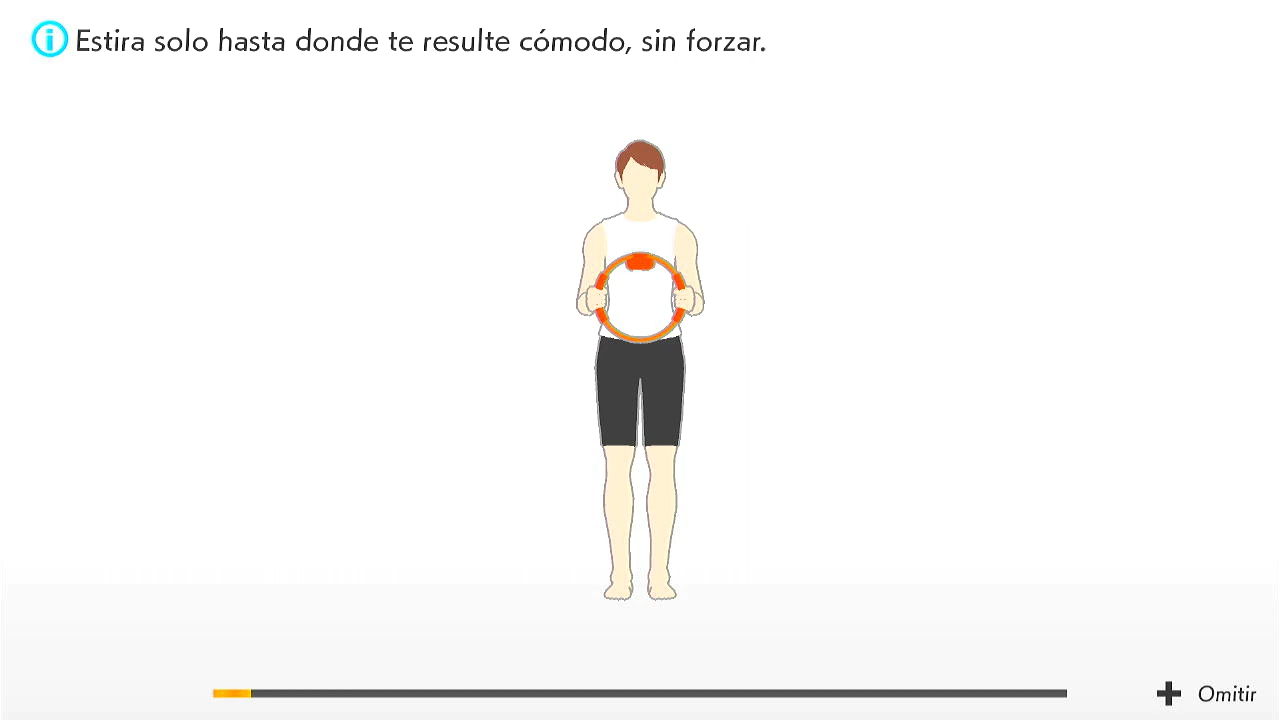 Estira solo hasta donde te resulte cómodo, sin forzar.
Omitir